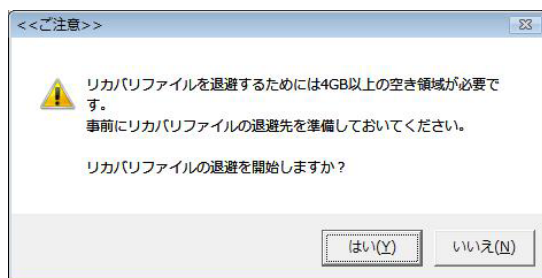 <<ご注意>>
リカバリファイルを退避するためには4GB以上の空き領域が必要で
す。
事前にリカバリファイルの退避先を準備しておいてください。
リカバリファイルの退避を開始しますか？
はい(Y)
いいえ(N)